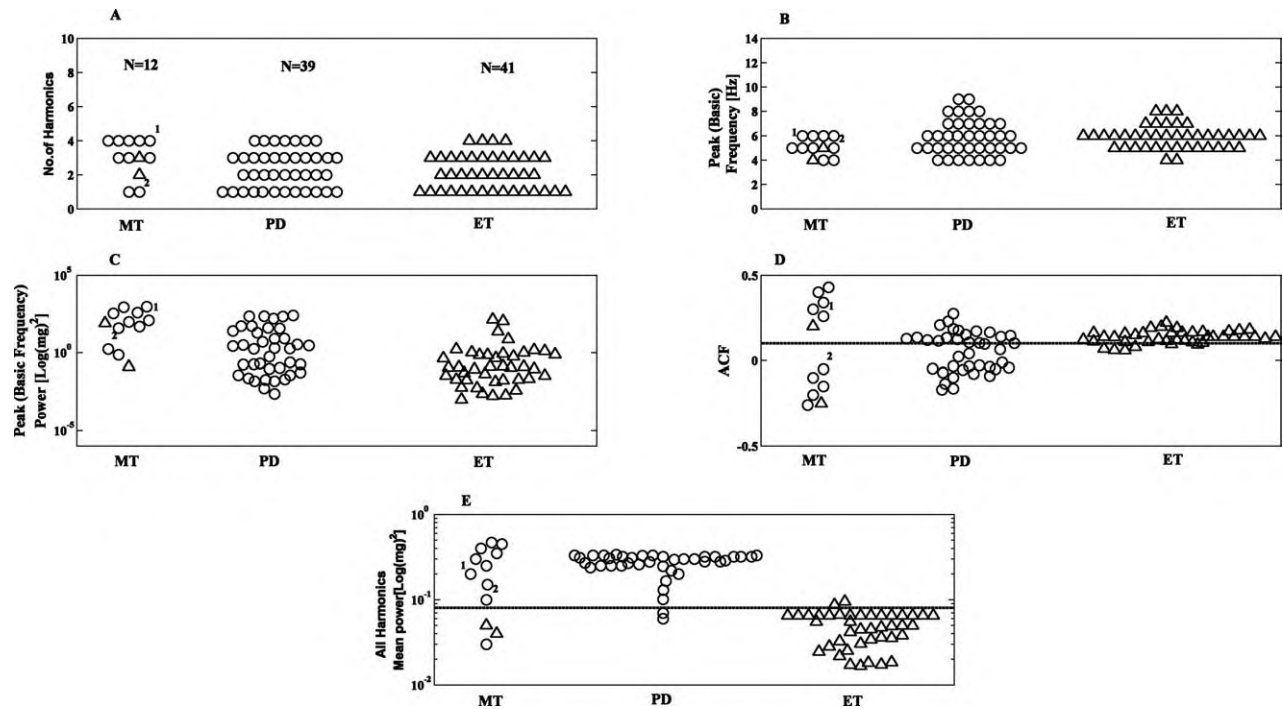 A
No.of Harmonics
10
8
6
4
2
0
N=12 N=39 N=41
1
2
MT PD ET
B
Peak (Basic)
Frequency [Hz]
14
12
10
8
6
4
2
0
1 2
MT PD ET
C
Peak (Basic Frequency)
Power [Log(mg)²]
10⁵
10⁰
10⁻⁵
1
2
MT PD ET
D
ACF
0.5
0
-0.5
1
2
MT PD ET
E
All Harmonics
Mean power[Log(mg)²]
10⁰
10⁻¹
10⁻²
1
2
MT PD ET